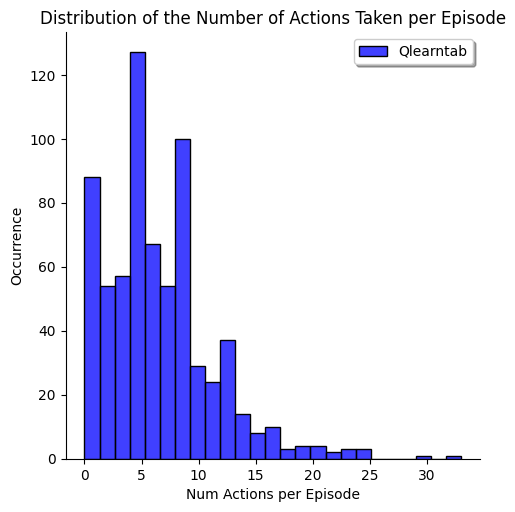 Distribution of the Number of Actions Taken per Episode
Qlearntab
Occurrence
120
100
80
60
40
20
0
0 5 10 15 20 25 30
Num Actions per Episode